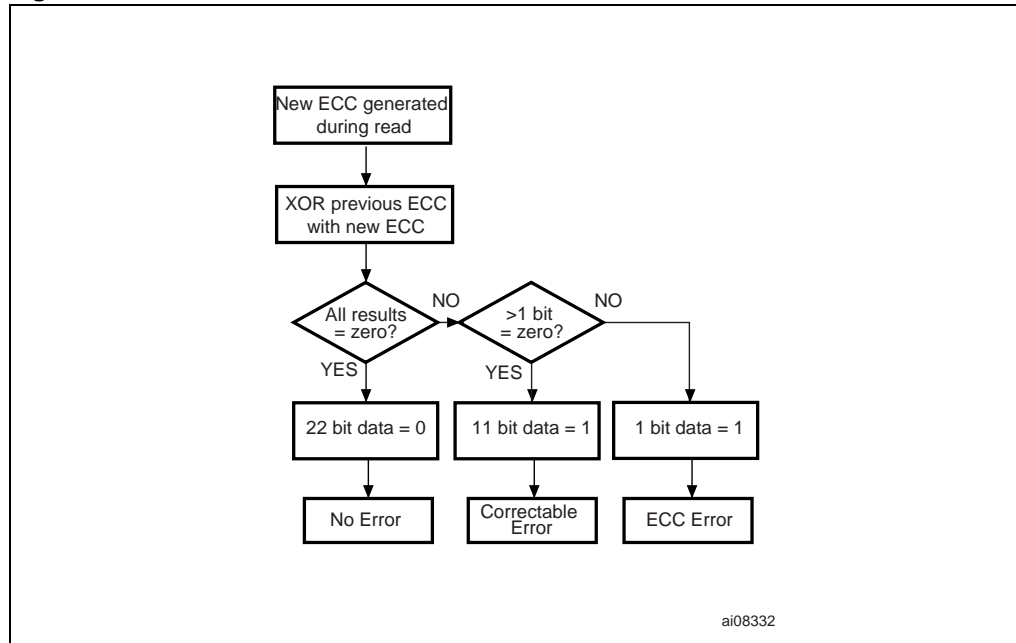 New ECC generated
during read
XOR previous ECC
with new ECC
All results
= zero?
NO
>1 bit
= zero?
NO
YES
YES
22 bit data = 0
11 bit data = 1
1 bit data = 1
No Error
Correctable
Error
ECC Error
ai08332